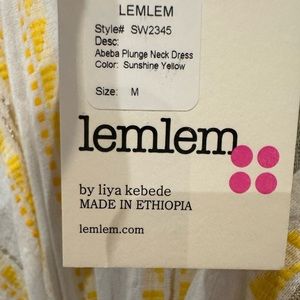 LEMLEM
Style# SW2345
Desc:
Abeba Plunge Neck Dress
Color: Sunshine Yellow
Size: M
lemlem
by liya kebede
MADE IN ETHIOPIA
lemlem.com